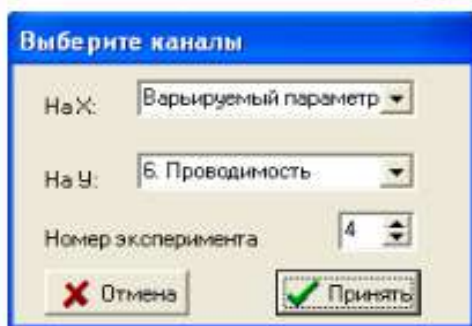 Выберите каналы
На X: Варьируемый параметр
На У: 6. Проводимость
Номер эксперимента 4
Отмена Принять